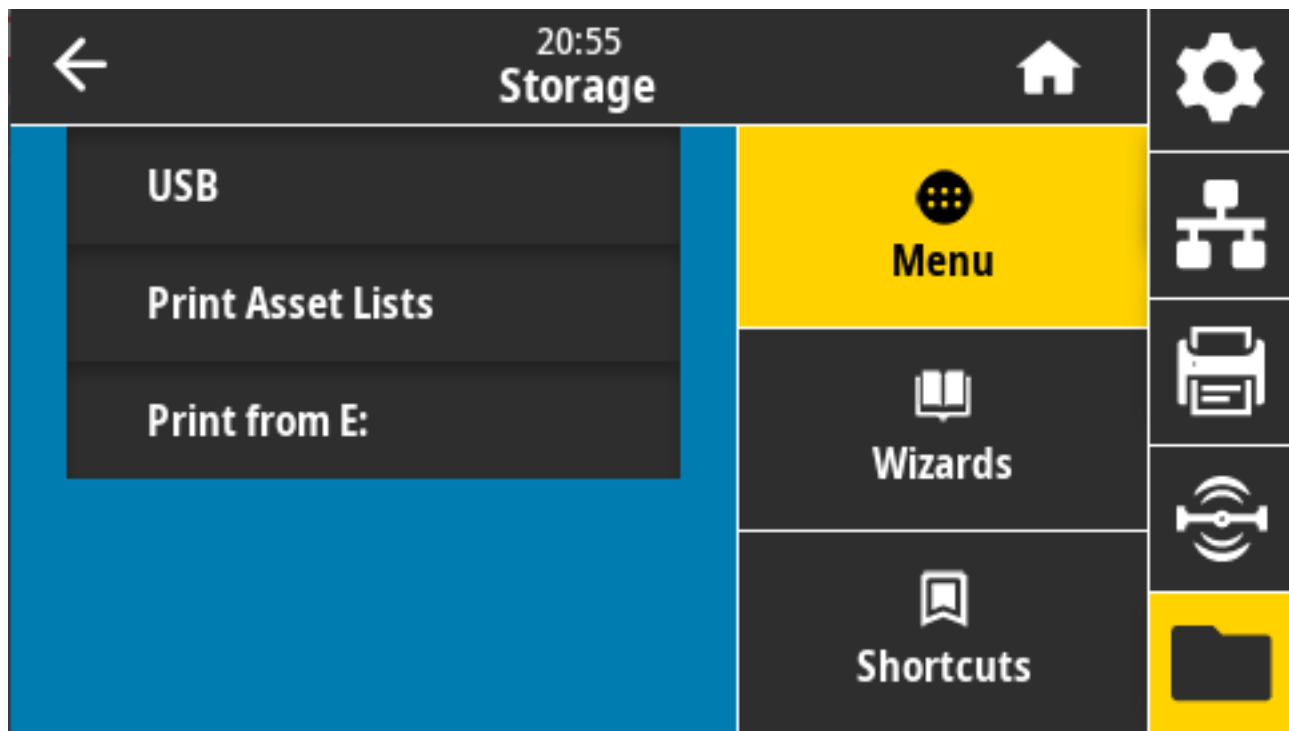 20:55
Storage
USB
Print Asset Lists
Print from E:
Menu
Wizards
Shortcuts